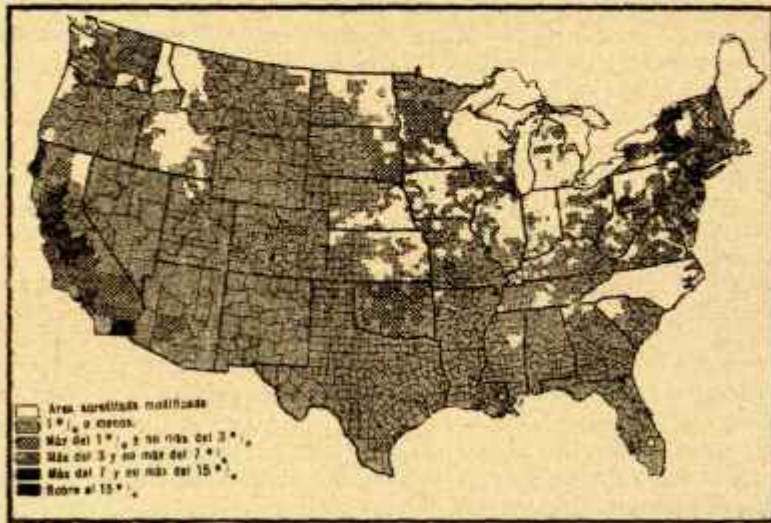 Area acreditada modificada
1 º/o o menos.
Más del 1 º/o y no más del 3 º/o
Más del 3 y no más del 7 º/o
Más del 7 y no más del 15 º/o
Sobre el 15 º/o